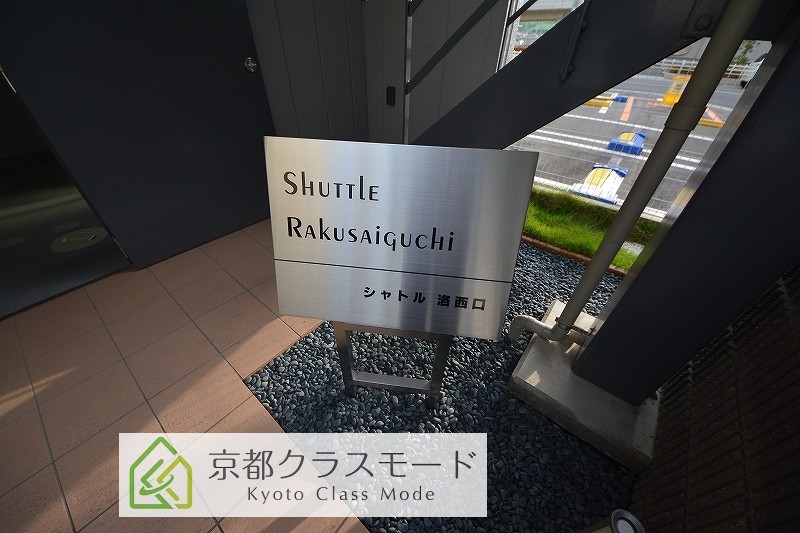 Shuttle
Rakusaiguchi
シャトル 洛西口
京都クラスモード
Kyoto Class Mode